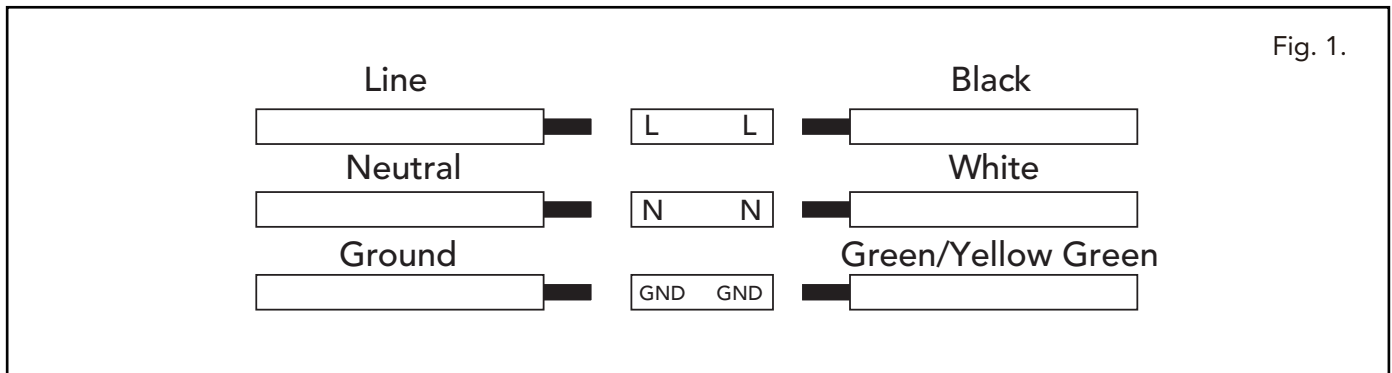 Fig. 1.
Line Black
L L
Neutral White
N N
Ground Green/Yellow Green
GND GND